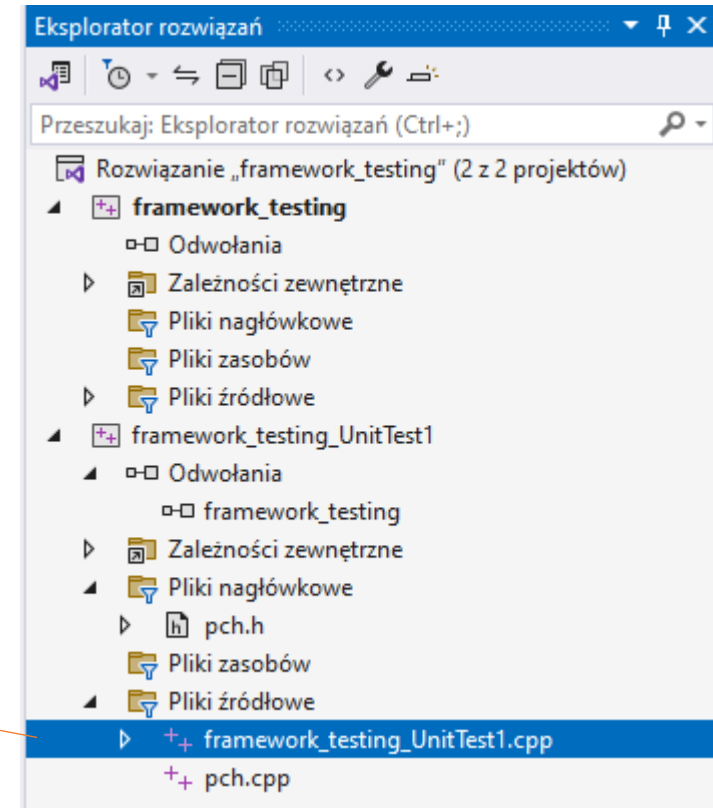 Eksplorator rozwiązań
Przeszukaj: Eksplorator rozwiązań (Ctrl+;)
Rozwiązanie „framework_testing" (2 z 2 projektów)
framework_testing
Odwołania
Zależności zewnętrzne
Pliki nagłówkowe
Pliki zasobów
Pliki źródłowe
framework_testing_UnitTest1
Odwołania
framework_testing
Zależności zewnętrzne
Pliki nagłówkowe
pch.h
Pliki zasobów
Pliki źródłowe
framework_testing_UnitTest1.cpp
pch.cpp